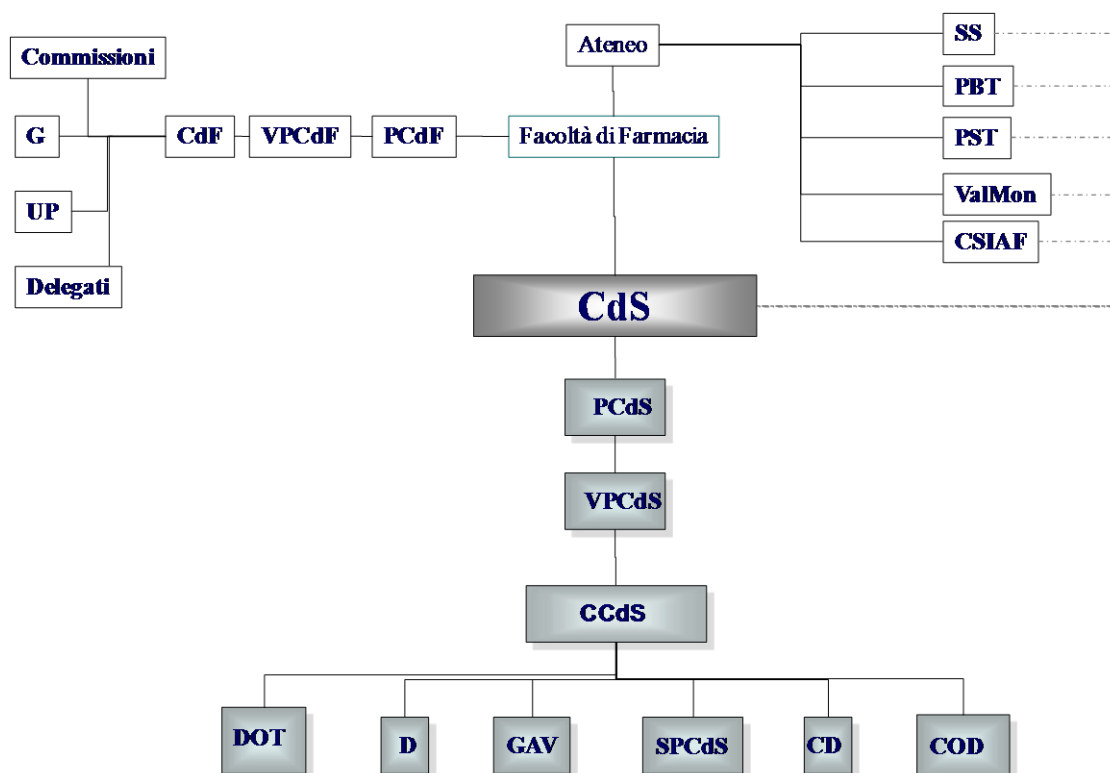 Ateneo
SS
Commissioni
PBT
G
CdF
VPCdF
PCdF
Facoltà di Farmacia
PST
UP
ValMon
CSIAF
Delegati
CdS
PCdS
VPCdS
CCdS
DOT
D
GAV
SPCdS
CD
COD